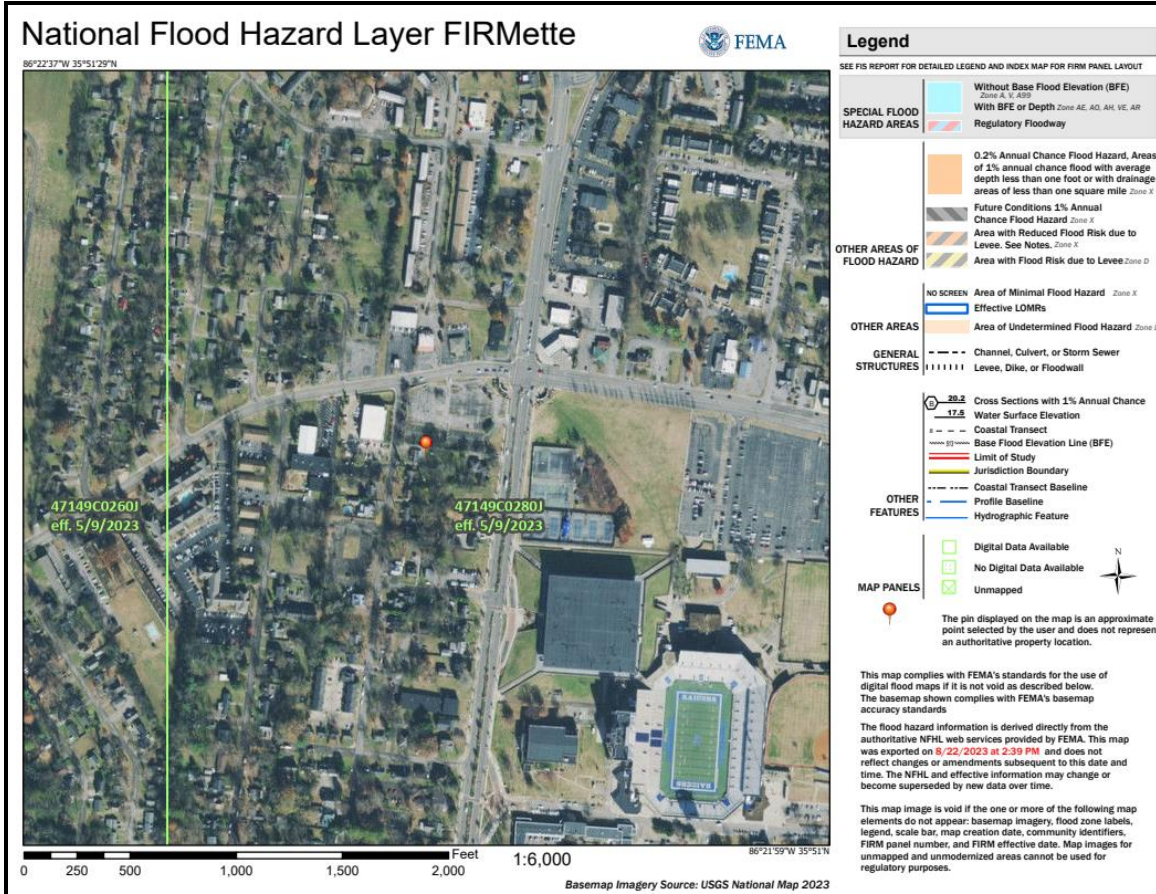 National Flood Hazard Layer FIRMette
FEMA
86°22'37"W 35°51'29"N
47149C0260J
eff. 5/9/2023
47149C0280J
eff. 5/9/2023
RAIDERS
RAIDERS
86°21'59"W 35°51'N
Feet
1:6,000
0 250 500 1,000 1,500 2,000
Basemap Imagery Source: USGS National Map 2023
Legend
SEE FIS REPORT FOR DETAILED LEGEND AND INDEX MAP FOR FIRM PANEL LAYOUT
SPECIAL FLOOD
HAZARD AREAS
Without Base Flood Elevation (BFE)
Zone A, V, A99
With BFE or Depth Zone AE, AO, AH, VE, AR
Regulatory Floodway
0.2% Annual Chance Flood Hazard, Areas
of 1% annual chance flood with average
depth less than one foot or with drainage
areas of less than one square mile Zone X
Future Conditions 1% Annual
Chance Flood Hazard Zone X
Area with Reduced Flood Risk due to
Levee. See Notes. Zone X
Area with Flood Risk due to Levee Zone D
OTHER AREAS OF
FLOOD HAZARD
NO SCREEN Area of Minimal Flood Hazard Zone X
Effective LOMRs
OTHER AREAS
Area of Undetermined Flood Hazard Zone
GENERAL
STRUCTURES
Channel, Culvert, or Storm Sewer
Levee, Dike, or Floodwall
B 20.2 Cross Sections with 1% Annual Chance
17.5 Water Surface Elevation
8 Coastal Transect
513 Base Flood Elevation Line (BFE)
Limit of Study
Jurisdiction Boundary
Coastal Transect Baseline
OTHER
FEATURES
Profile Baseline
Hydrographic Feature
Digital Data Available
No Digital Data Available
Unmapped
MAP PANELS
N
The pin displayed on the map is an approximate
point selected by the user and does not represen
an authoritative property location.
This map complies with FEMA's standards for the use of
digital flood maps if it is not void as described below.
The basemap shown complies with FEMA's basemap
accuracy standards
The flood hazard information is derived directly from the
authoritative NFHL web services provided by FEMA. This map
was exported on 8/22/2023 at 2:39 PM and does not
reflect changes or amendments subsequent to this date and
time. The NFHL and effective information may change or
become superseded by new data over time.
This map image is void if the one or more of the following map
elements do not appear: basemap imagery, flood zone labels,
legend, scale bar, map creation date, community identifiers,
FIRM panel number, and FIRM effective date. Map images for
unmapped and unmodernized areas cannot be used for
regulatory purposes.